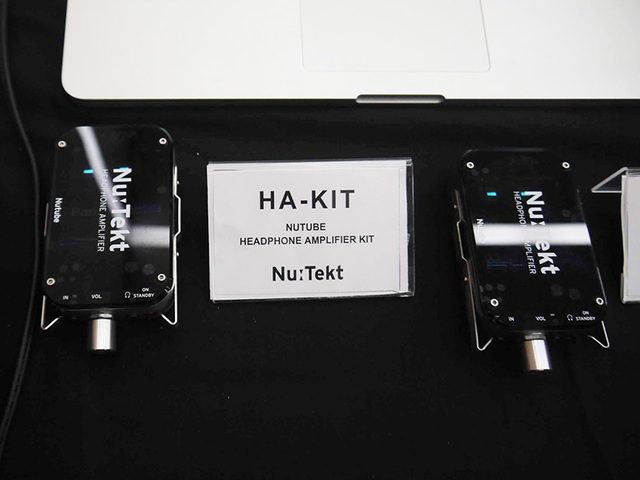 Nu:Tekt
HEADPHONE AMPLIFIER
Nutube
IN
VOL
ON
STANDBY
HA-KIT
NUTUBE
HEADPHONE AMPLIFIER KIT
Nu:Tekt
Nu:Tekt
HEADPHONE AMPLIFIER
IN
VOL
ON
STANDBY